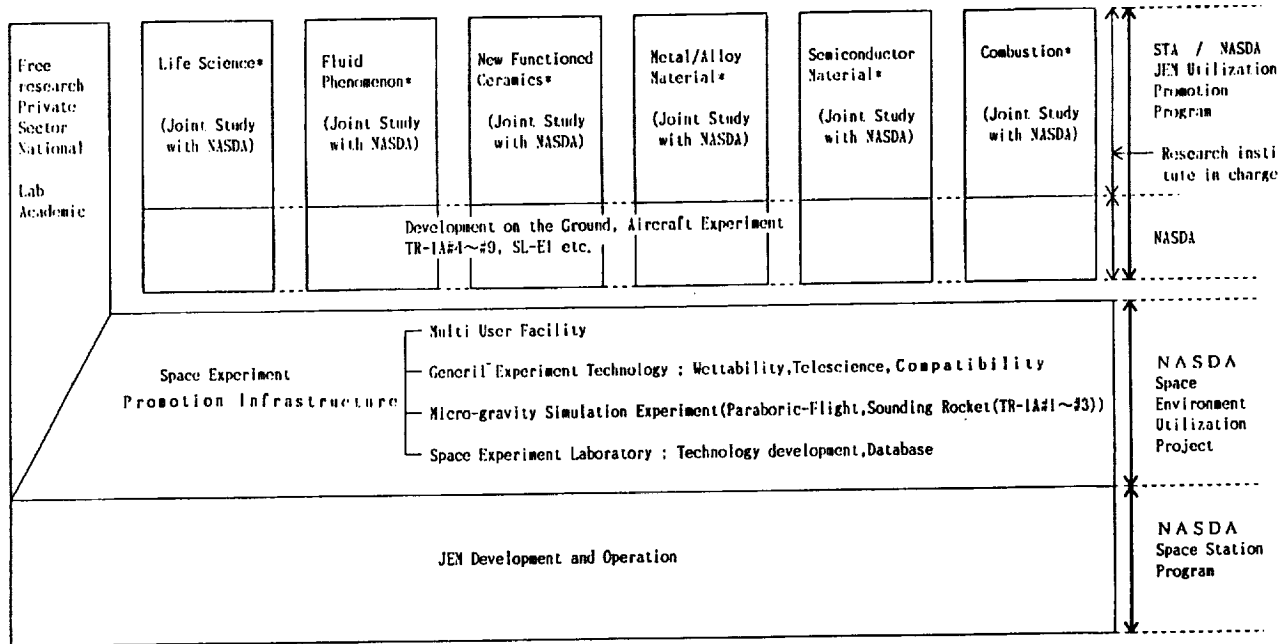 Free
research
Private
Sector
National
Lab
Academic
Life Science*
(Joint Study
with NASDA)
Fluid
Phenomenon*
(Joint Study
with NASDA)
New Functioned
Ceramics*
(Joint Study
with NASDA)
Metal/Alloy
Material*
(Joint Study
with NASDA)
Semiconductor
Material*
(Joint Study
with NASDA)
Combustion*
(Joint Study
with NASDA)
STA / NASDA
JEM Utilization
Promotion
Program
Research insti
tute in charge
Development on the Ground, Aircraft Experiment
TR-1A#4～#9, SL-E1 etc.
NASDA
Space Experiment
Promotion Infrastructure
Multi User Facility
Generil Experiment Technology : Wettability,Telescience,Compatibility
Micro-gravity Simulation Experiment(Paraboric-Flight,Sounding Rocket(TR-1A#1～#3))
Space Experiment Laboratory : Technology development,Database
NASDA
Space
Environment
Utilization
Project
JEM Development and Operation
NASDA
Space Station
Program